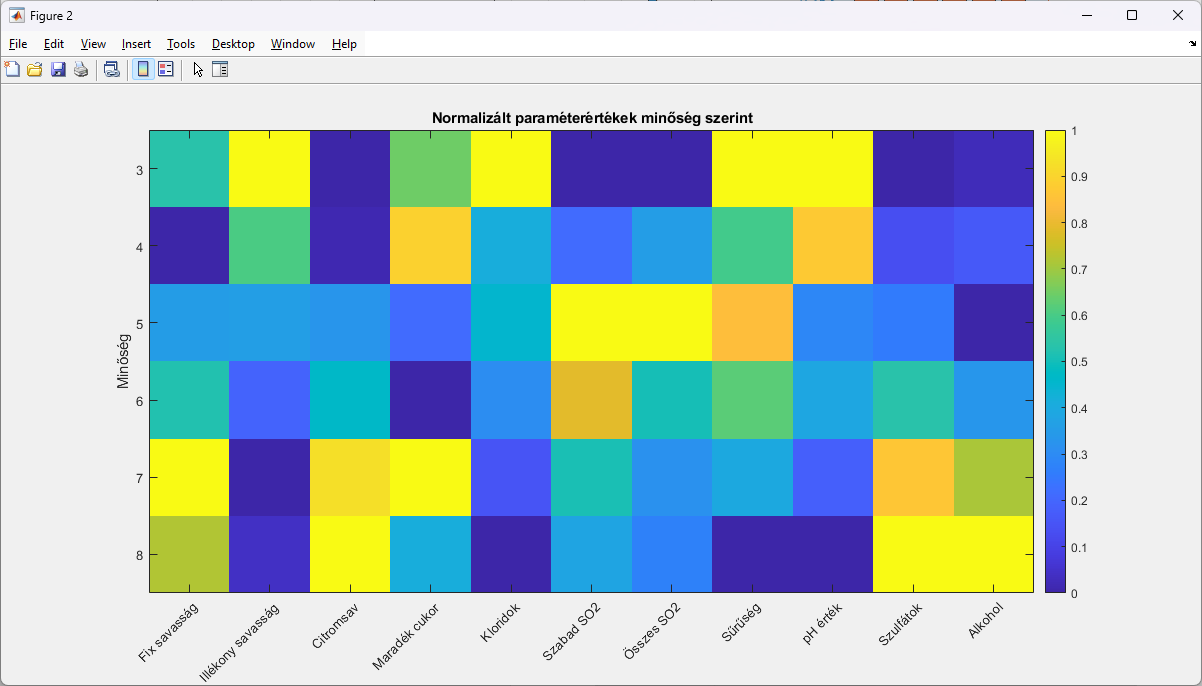 Figure 2
File Edit View Insert Tools Desktop Window Help
Normalizált paraméterértékek minőség szerint
Minőség
3
4
5
6
7
8
Fix savasság
Illékony savasság
Citromsav
Maradék cukor
Kloridok
Szabad SO2
Összes SO2
Sűrűség
pH érték
Szulfátok
Alkohol
1
0.9
0.8
0.7
0.6
0.5
0.4
0.3
0.2
0.1
0